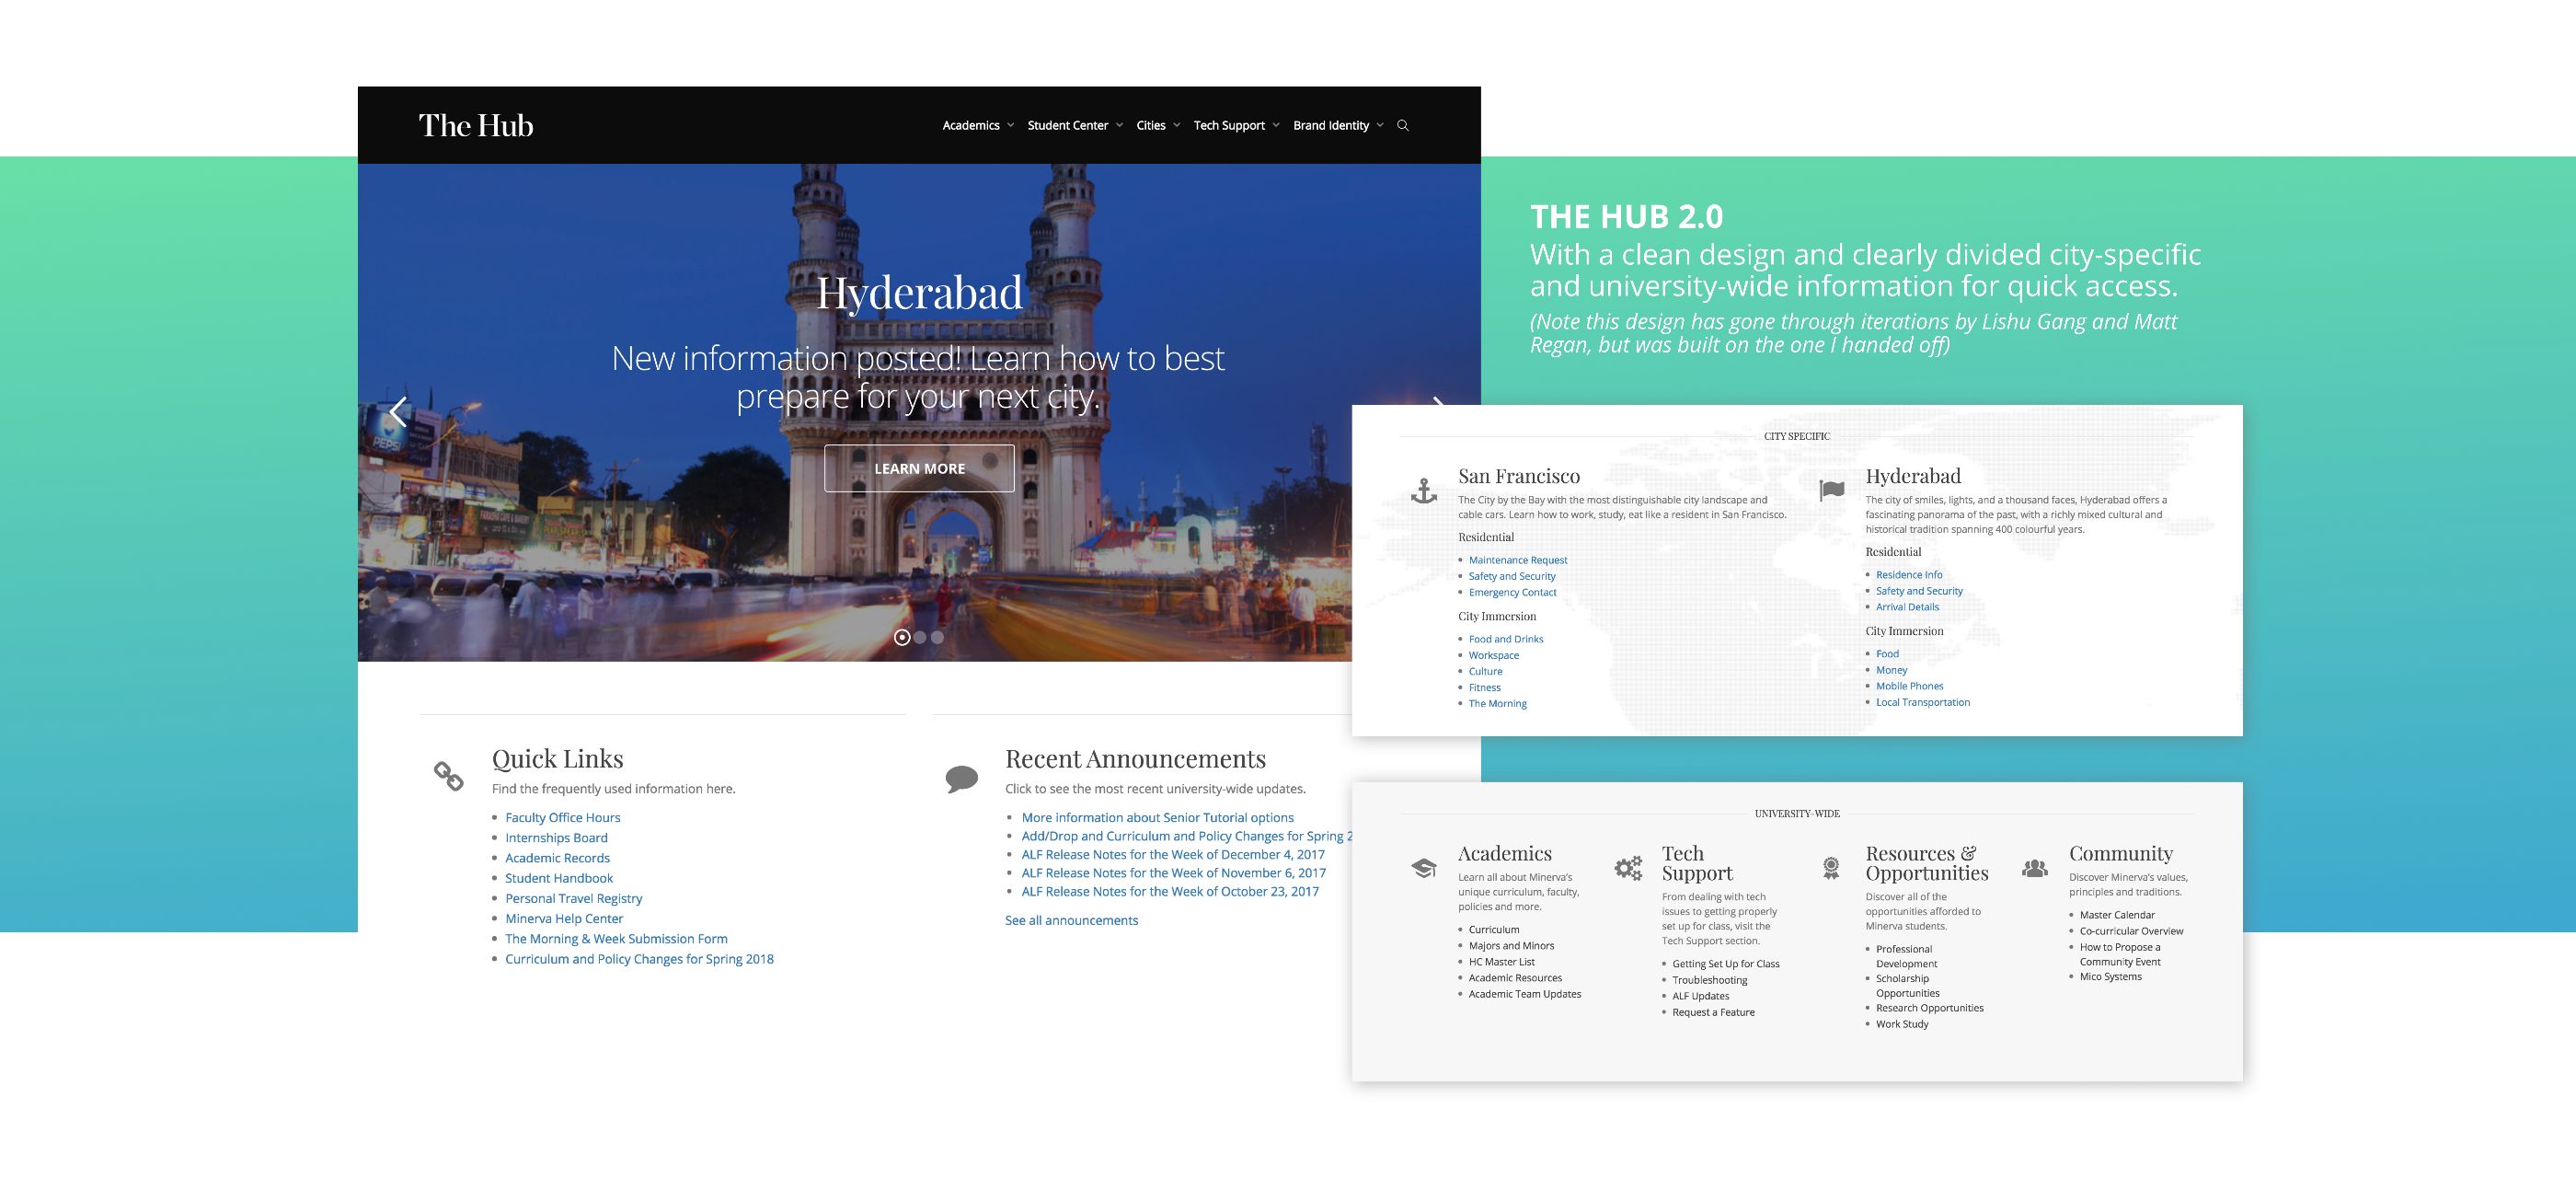 The Hub
Academics Student Center Cities Tech Support Brand Identity
Hyderabad
New information posted! Learn how to best
prepare for your next city.
LEARN MORE
PEPSI
Quick Links
Find the frequently used information here.
Faculty Office Hours
Internships Board
Academic Records
Student Handbook
Personal Travel Registry
Minerva Help Center
The Morning & Week Submission Form
Curriculum and Policy Changes for Spring 2018
Recent Announcements
Click to see the most recent university-wide updates.
More information about Senior Tutorial options
Add/Drop and Curriculum and Policy Changes for Spring 2
ALF Release Notes for the Week of December 4, 2017
ALF Release Notes for the Week of November 6, 2017
ALF Release Notes for the Week of October 23, 2017
See all announcements
THE HUB 2.0
With a clean design and clearly divided city-specific
and university-wide information for quick access.
(Note this design has gone through iterations by Lishu Gang and Matt
Regan, but was built on the one I handed off)
CITY SPECIFIC
San Francisco
The City by the Bay with the most distinguishable city landscape and
cable cars. Learn how to work, study, eat like a resident in San Francisco.
Residential
Maintenance Request
Safety and Security
Emergency Contact
City Immersion
Food and Drinks
Workspace
Culture
Fitness
The Morning
Hyderabad
The city of smiles, lights, and a thousand faces, Hyderabad offers a
fascinating panorama of the past, with a richly mixed cultural and
historical tradition spanning 400 colourful years.
Residential
Residence Info
Safety and Security
Arrival Details
City Immersion
Food
Money
Mobile Phones
Local Transportation
UNIVERSITY-WIDE
Academics
Learn all about Minerva's
unique curriculum, faculty,
policies and more.
Curriculum
Majors and Minors
HC Master List
Academic Resources
Academic Team Updates
Tech
Support
From dealing with tech
issues to getting properly
set up for class, visit the
Tech Support section.
Getting Set Up for Class
Troubleshooting
ALF Updates
Request a Feature
Resources &
Opportunities
Discover all of the
opportunities afforded to
Minerva students.
Professional
Development
Scholarship
Opportunities
Research Opportunities
Work Study
Community
Discover Minerva's values,
principles and traditions.
Master Calendar
Co-curricular Overview
How to Propose a
Community Event
Mico Systems